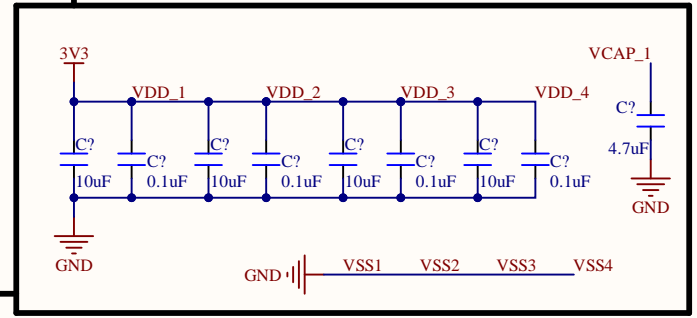 3V3
VCAP_1
VDD_1 VDD_2 VDD_3 VDD_4
C?
C? C? C? C?
C? C? C? C?
4.7uF
10uF 0.1uF 10uF 0.1uF 10uF 0.1uF 10uF 0.1uF
GND
GND
GND VSS1 VSS2 VSS3 VSS4